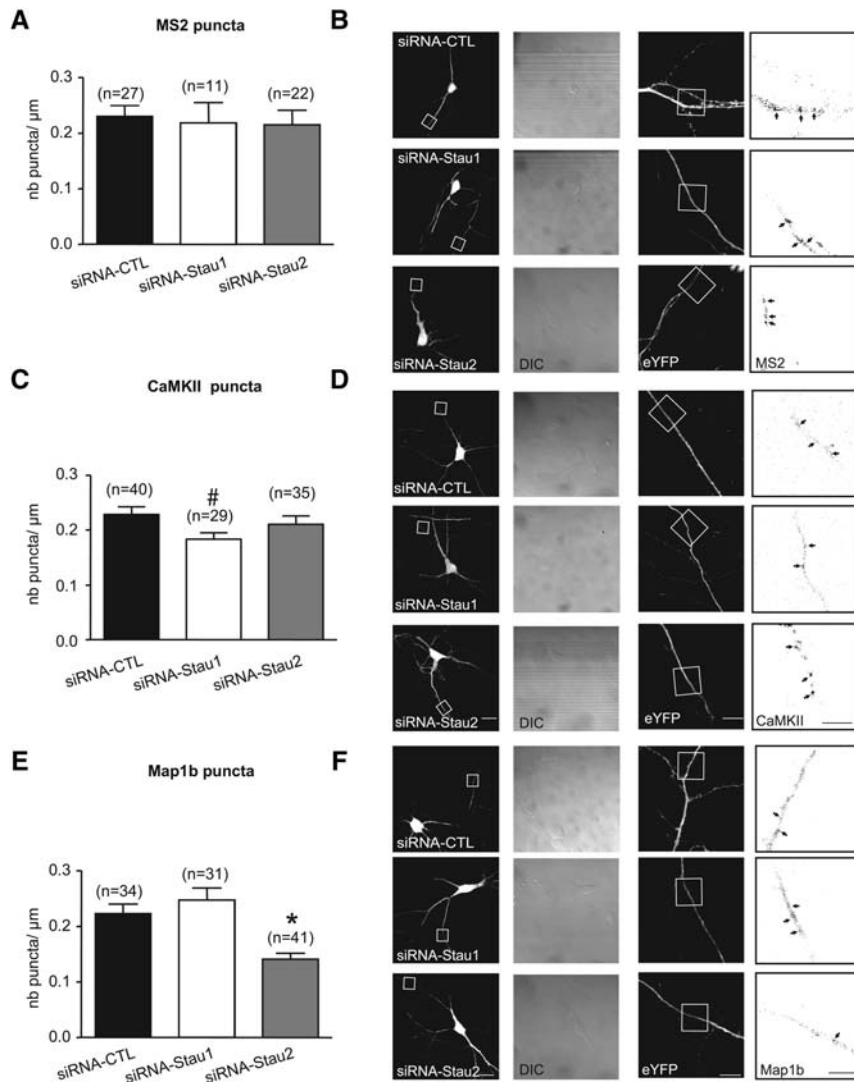 A
MS2 puncta
nb puncta/ µm
0.3
0.2
0.1
0.0
(n=27)
(n=11)
(n=22)
siRNA-CTL
siRNA-Stau1
siRNA-Stau2
B
siRNA-CTL
siRNA-Stau1
siRNA-Stau2
DIC
eYFP
MS2
C
CaMKII puncta
nb puncta/ µm
0.3
0.2
0.1
0.0
(n=40)
#
(n=29)
(n=35)
siRNA-CTL
siRNA-Stau1
siRNA-Stau2
D
siRNA-CTL
siRNA-Stau1
siRNA-Stau2
DIC
eYFP
CaMKII
E
Map1b puncta
nb puncta/ µm
0.3
0.2
0.1
0.0
(n=34)
(n=31)
*
(n=41)
siRNA-CTL
siRNA-Stau1
siRNA-Stau2
F
siRNA-CTL
siRNA-Stau1
siRNA-Stau2
DIC
eYFP
Map1b